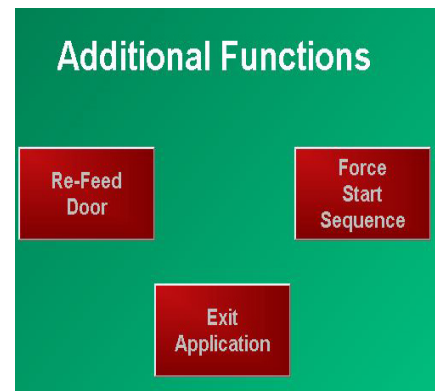 Additional Functions
Re-Feed
Door
Force
Start
Sequence
Exit
Application